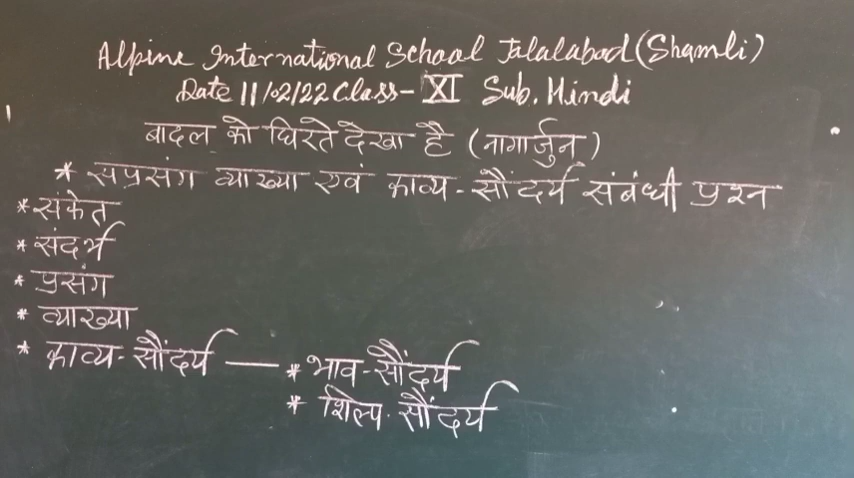 Alpine International School Jalalabad (Shamli)
Date 11/02/22 Class- XI Sub. Hindi
बादल को घिरते देखा है (नागार्जुन)
* सप्रसंग व्याख्या एवं काव्य-सौंदर्य संबंधी प्रश्न
* संकेत
* संदर्भ
* प्रसंग
* व्याख्या
* काव्य-सौंदर्य — * भाव-सौंदर्य
* शिल्प-सौंदर्य